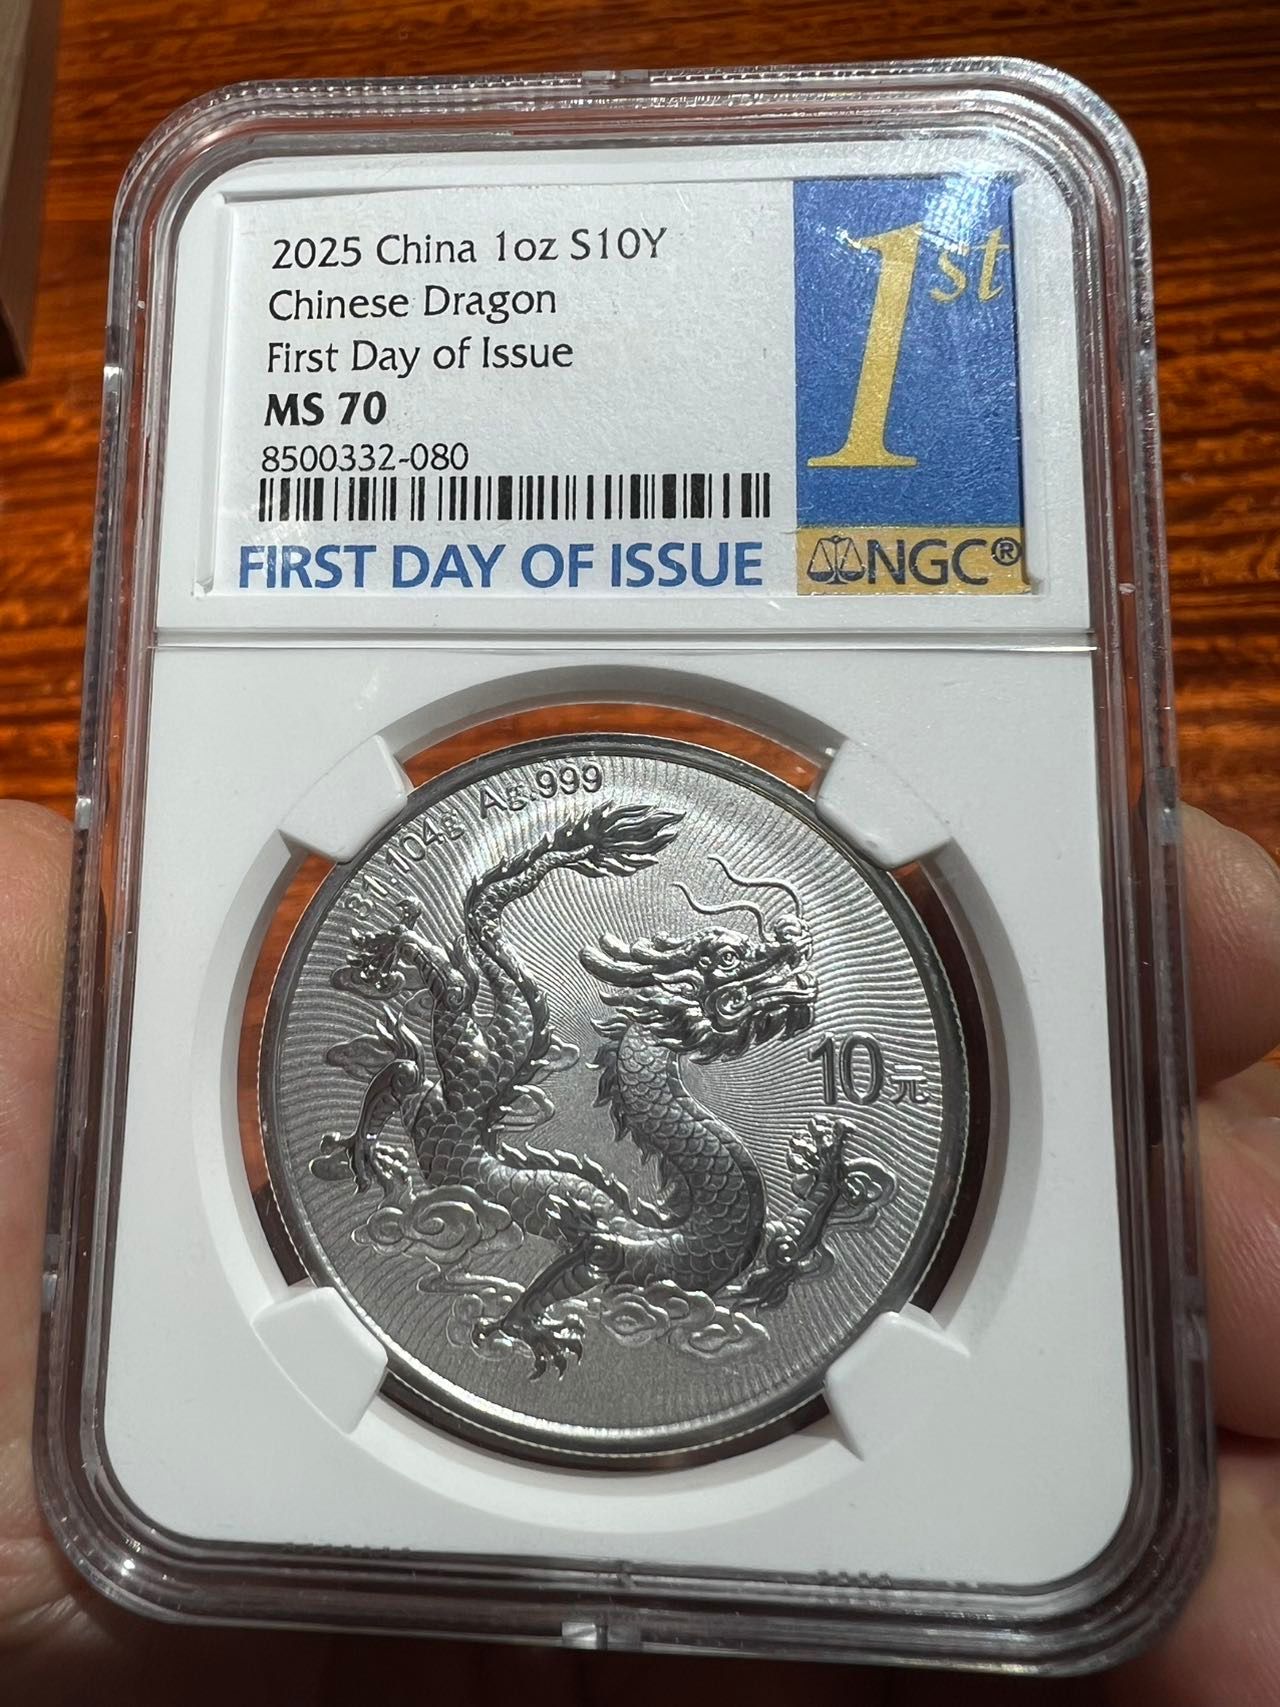 2025 China 1oz S10Y
Chinese Dragon
First Day of Issue
MS 70
8500332-080
FIRST DAY OF ISSUE
1st
NGC®
31.104g Ag.999
10元